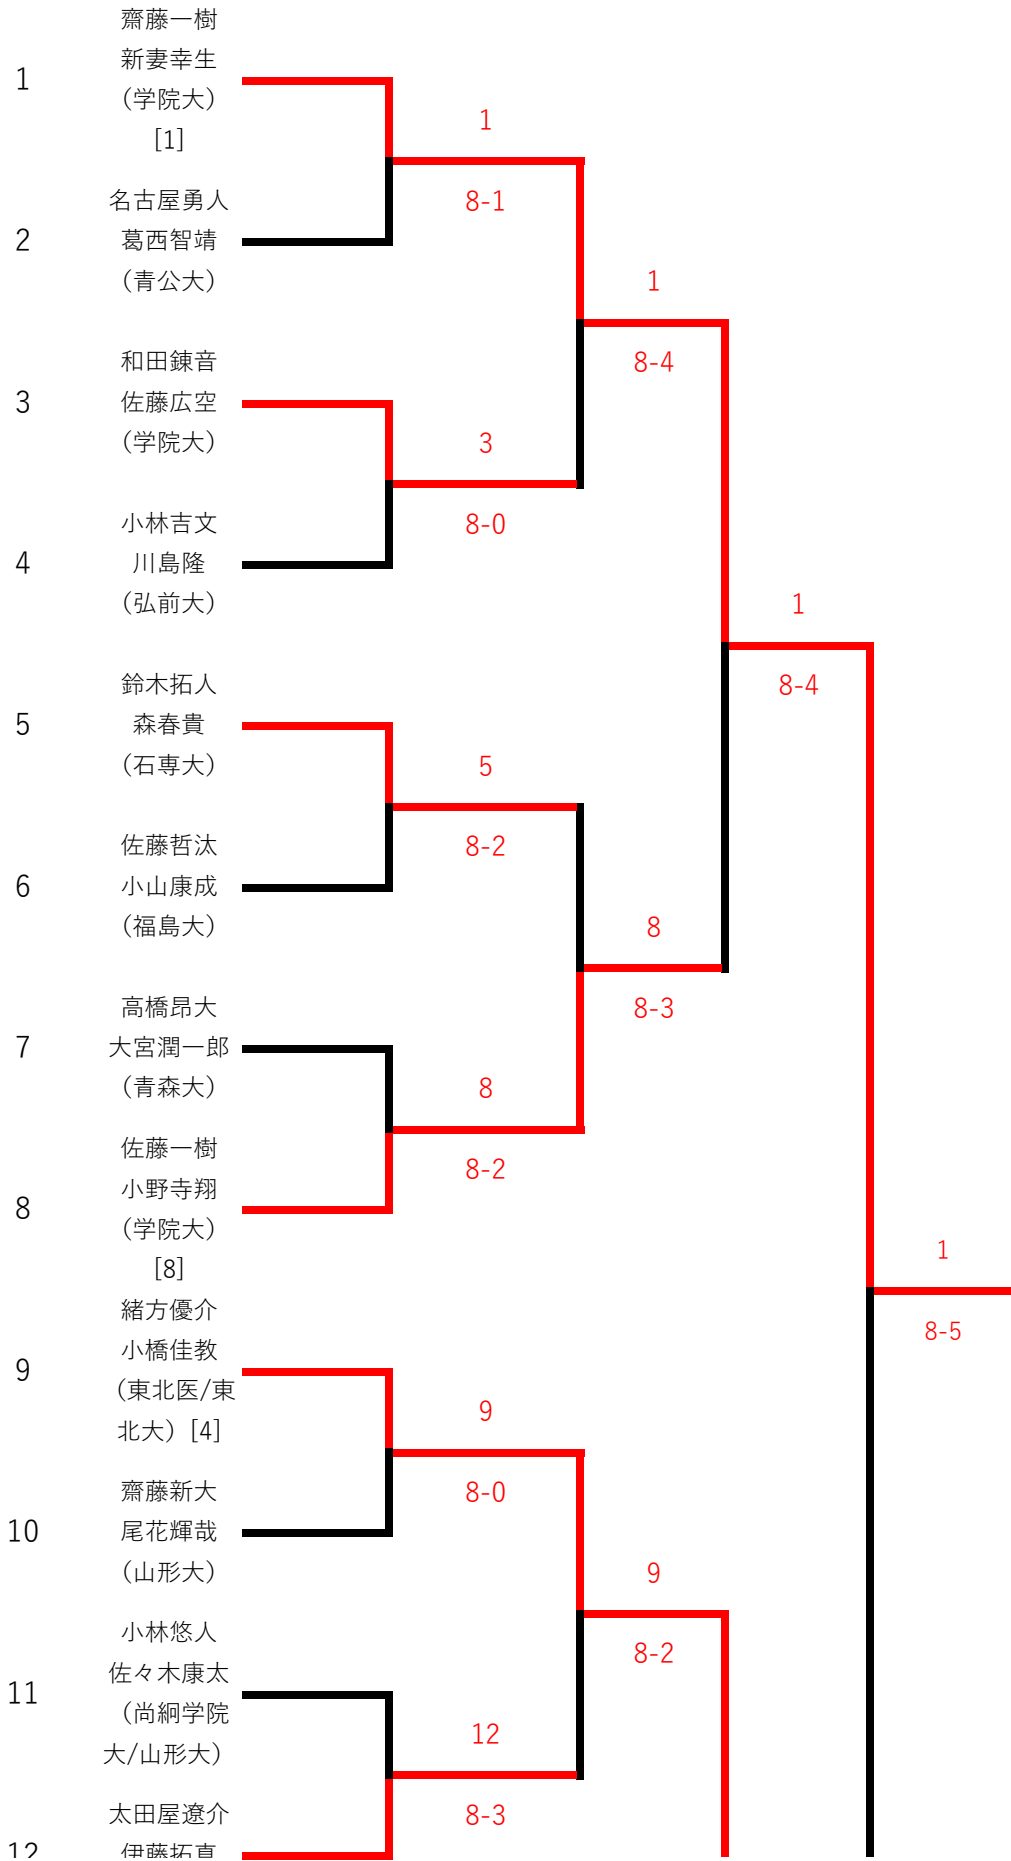 齋藤一樹
新妻幸生
1
(学院大)
[1]
1
8-1
名古屋勇人
2
葛西智靖
(青公大)
1
8-4
和田錬音
3
佐藤広空
(学院大)
3
8-0
小林吉文
4
川島隆
(弘前大)
1
8-4
鈴木拓人
5
森春貴
(石専大)
5
8-2
佐藤哲汰
6
小山康成
(福島大)
8
8-3
高橋昂大
7
大宮潤一郎
(青森大)
8
8-2
佐藤一樹
小野寺翔
8
(学院大)
[8]
1
8-5
緒方優介
小橋佳教
9
(東北医/東
北大) [4]
9
8-0
齋藤新大
10
尾花輝哉
(山形大)
9
8-2
小林悠人
佐々木康太
11
(尚絅学院
大/山形大)
12
8-3
太田屋遼介
12
伊藤拓真